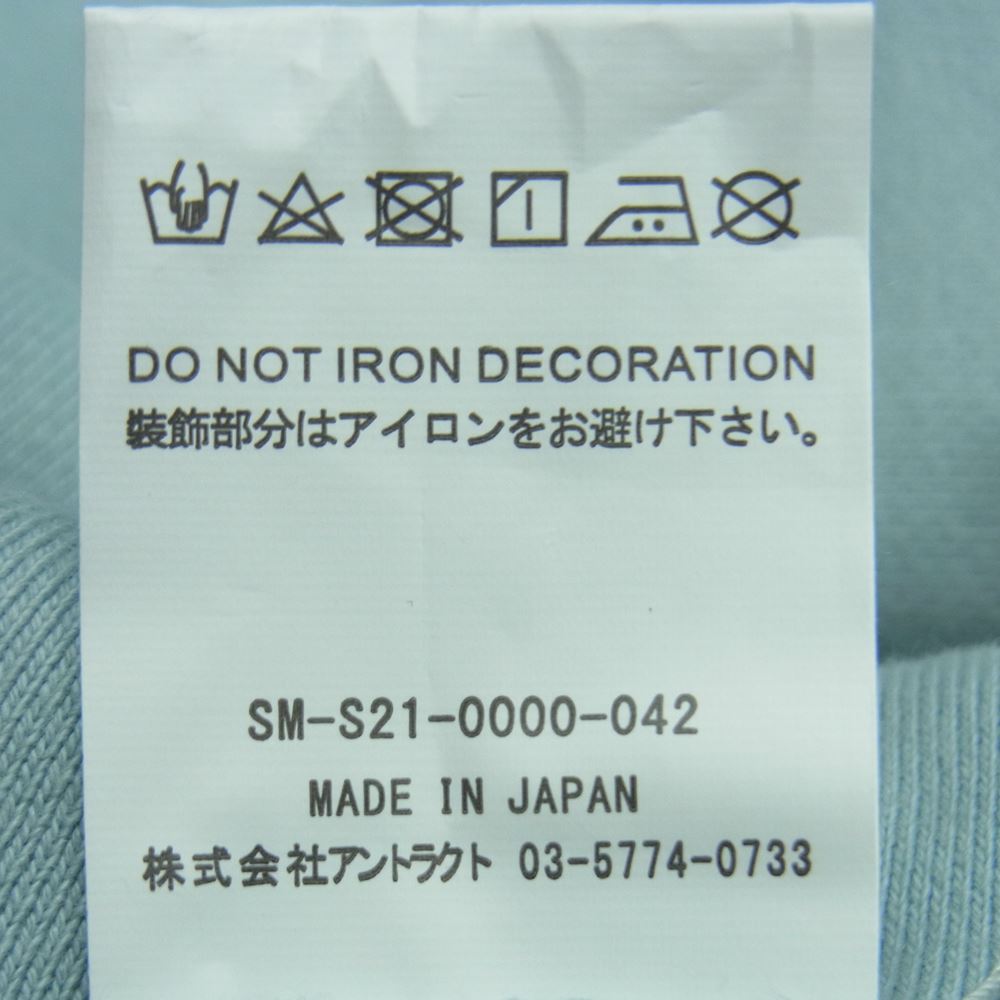 DO NOT IRON DECORATION
装飾部分はアイロンをお避け下さい。
SM-S21-0000-042
MADE IN JAPAN
株式会社アントラクト 03-5774-0733